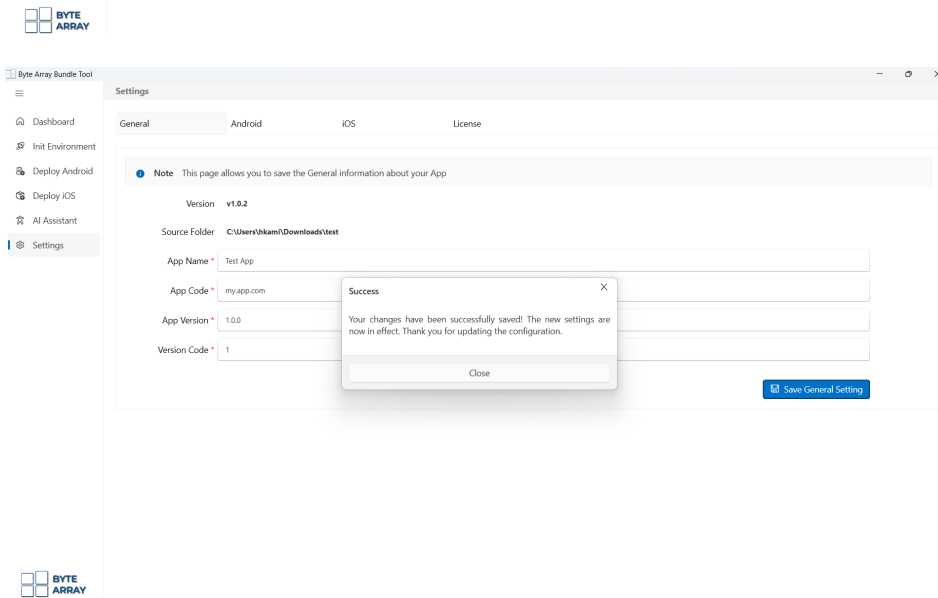 BYTE
ARRAY
Byte Array Bundle Tool
Settings
Dashboard
Init Environment
Deploy Android
Deploy iOS
AI Assistant
Settings
General Android iOS License
Note This page allows you to save the General information about your App
Version v1.0.2
Source Folder C:\Users\hkami\Downloads\test
App Name * Test App
App Code * my.app.com
App Version * 1.0.0
Version Code * 1
Success
Your changes have been successfully saved! The new settings are
now in effect. Thank you for updating the configuration.
Close
Save General Setting
BYTE
ARRAY